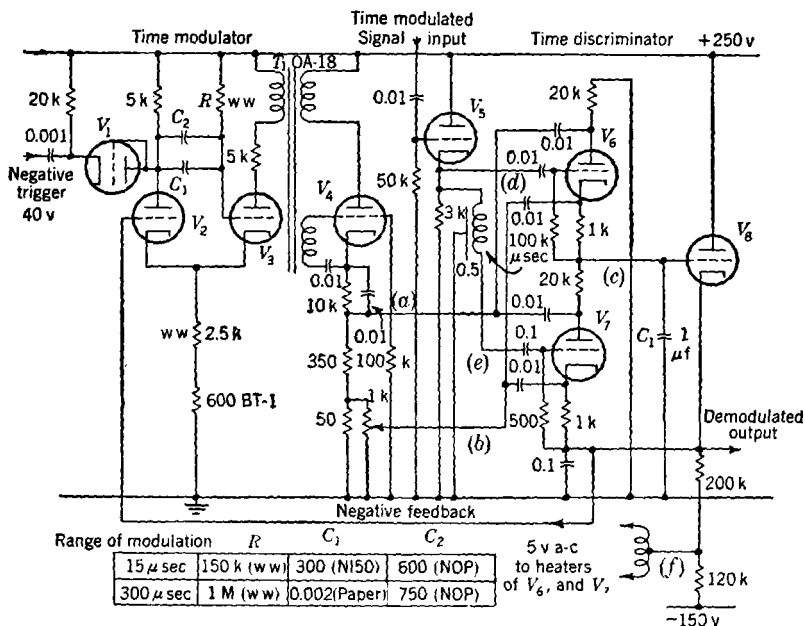 Time modulator
Time modulated
Signal input
Time discriminator
+250 v
T₁ OA-18
20 k
5 k
C₂
R
ww
0.01
V₅
20 k
V₁
0.001
Negative
trigger
40 v
C₁
5 k
V₂
V₃
V₄
50 k
0.01
(d)
0.01
0.01
V₆
3 k
100 k
μ sec
0.5
1 k
(c)
V₈
0.01
10 k
(a)
0.01
20 k
0.01
V₇
C₁
1
μf
ww
2.5 k
350
100
k
0.1
(e)
0.01
600 BT-1
50
1 k
(b)
500
1 k
0.1
Demodulated
output
200 k
Negative feedback
5 v a-c
to heaters
of V₆, and V₇
(f)
120 k
~150 v
Range of modulation R C₁ C₂
15 μ sec 150 k (ww) 300 (NI50) 600 (NOP)
300 μ sec 1 M (ww) 0.002 (Paper) 750 (NOP)